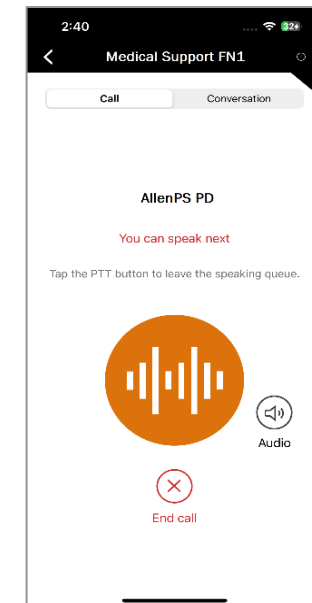 2:40
32+
Medical Support FN1
Call
Conversation
AllenPS PD
You can speak next
Tap the PTT button to leave the speaking queue.
Audio
End call